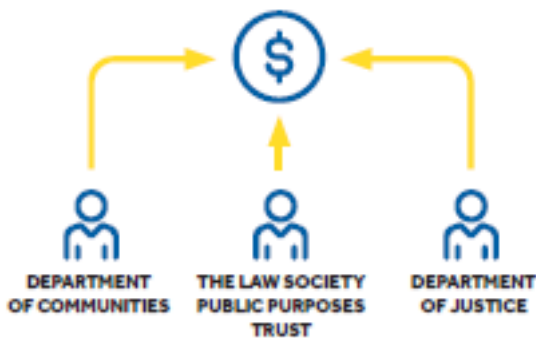 $
DEPARTMENT
OF COMMUNITIES
THE LAW SOCIETY
PUBLIC PURPOSES
TRUST
DEPARTMENT
OF JUSTICE